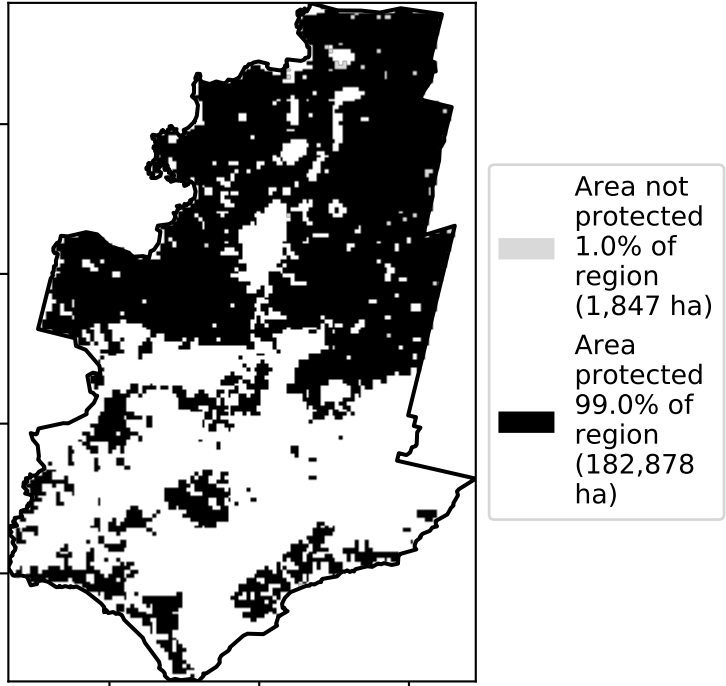 Area not
protected
1.0% of
region
(1,847 ha)
Area
protected
99.0% of
region
(182,878
ha)